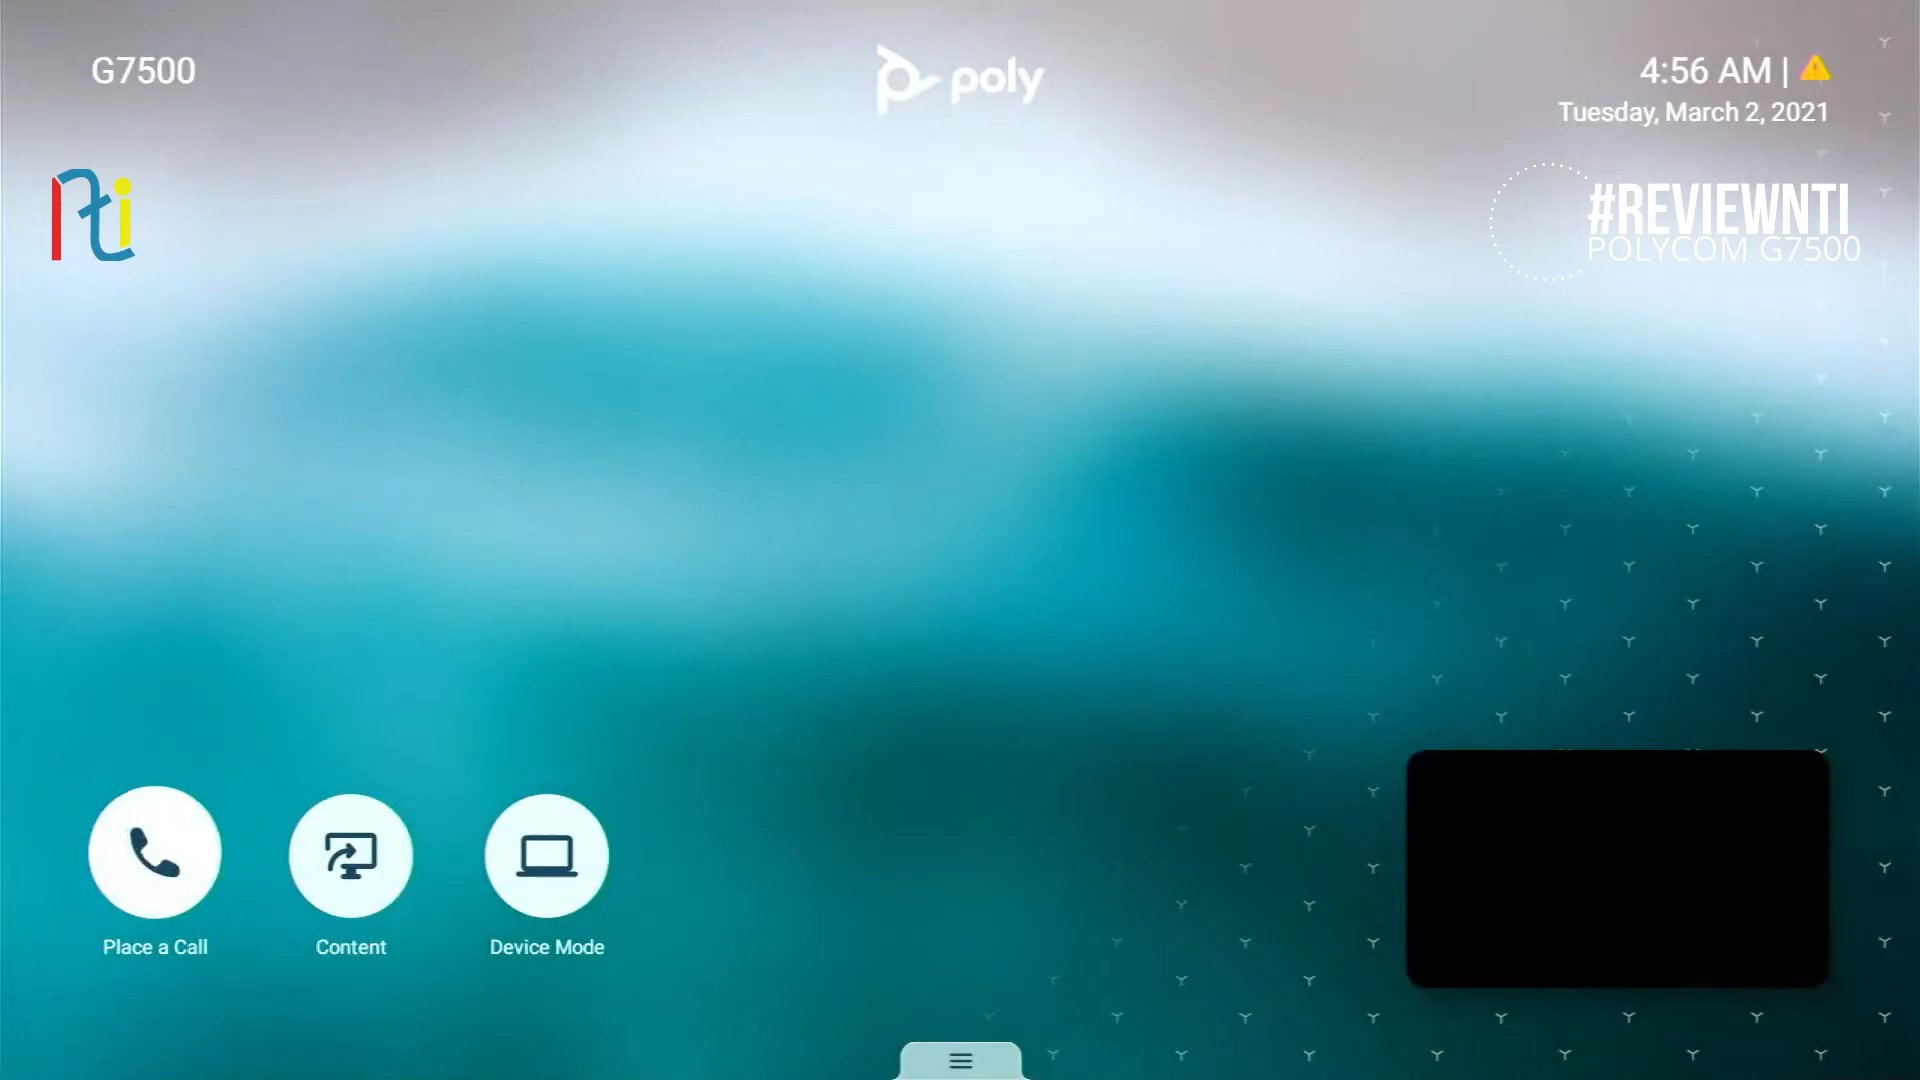 G7500
poly
4:56 AM |
Tuesday, March 2, 2021
nti
#REVIEWNTI
POLYCOM G7500
Place a Call
Content
Device Mode